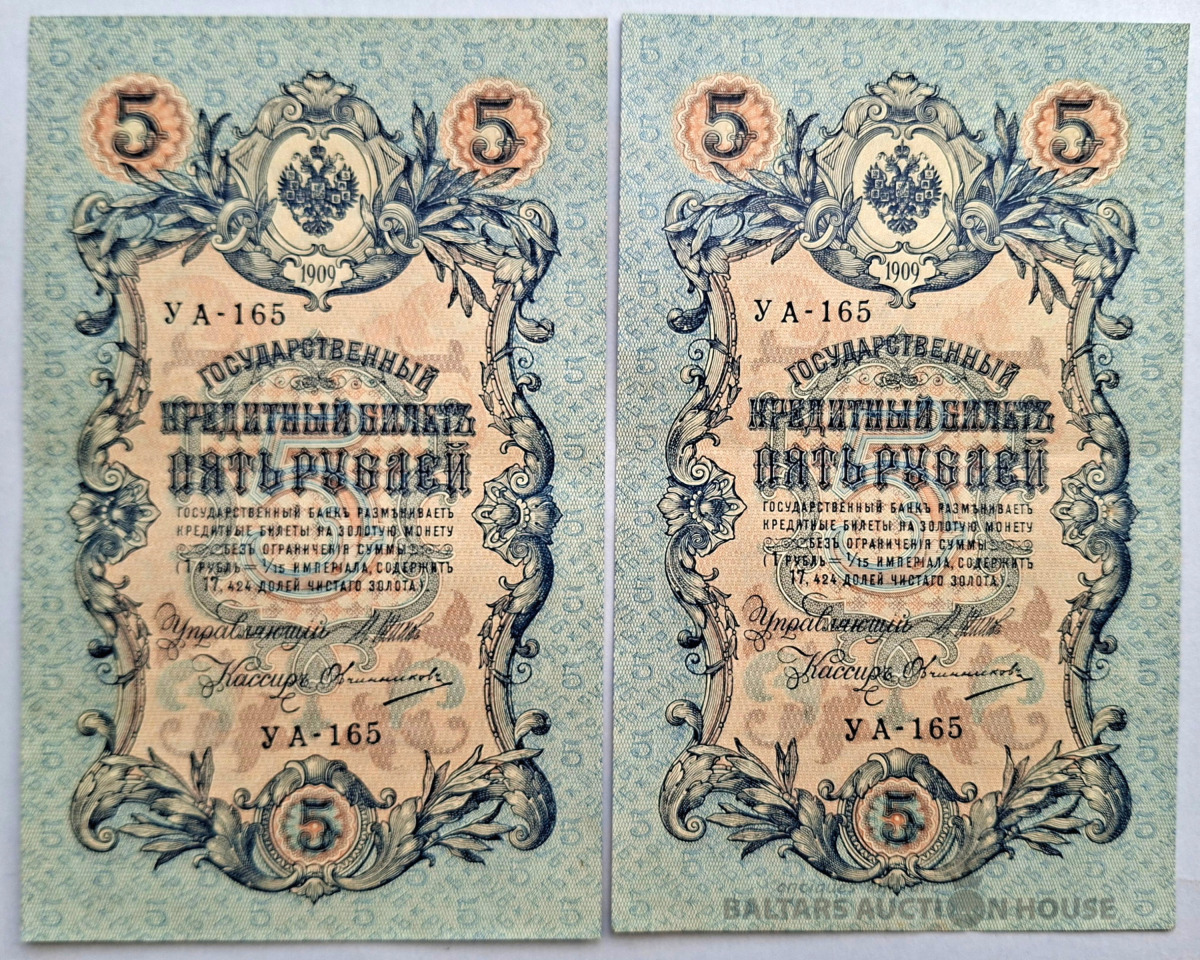 5 5
1909
УА-165
ГОСУДАРСТВЕННЫЙ
КРЕДИТНЫЙ БИЛЕТЪ
ПЯТЬ РУБЛЕЙ
ГОСУДАРСТВЕННЫЙ БАНКЪ РАЗМѢНИВАЕТЪ
КРЕДИТНЫЕ БИЛЕТЫ НА ЗОЛОТУЮ МОНЕТУ
БЕЗЪ ОГРАНИЧЕНІЯ СУММЫ
(1 РУБЛЬ = 1/15 ИМПЕРІАЛА, СОДЕРЖИТЪ
17,424 ДОЛЕЙ ЧИСТАГО ЗОЛОТА).
Управляющій
Кассиръ Овчинниковъ
УА-165
5
5 5
1909
УА-165
ГОСУДАРСТВЕННЫЙ
КРЕДИТНЫЙ БИЛЕТЪ
ПЯТЬ РУБЛЕЙ
ГОСУДАРСТВЕННЫЙ БАНКЪ РАЗМѢНИВАЕТЪ
КРЕДИТНЫЕ БИЛЕТЫ НА ЗОЛОТУЮ МОНЕТУ
БЕЗЪ ОГРАНИЧЕНІЯ СУММЫ
(1 РУБЛЬ = 1/15 ИМПЕРІАЛА, СОДЕРЖИТЪ
17,424 ДОЛЕЙ ЧИСТАГО ЗОЛОТА).
Управляющій
Кассиръ Овчинниковъ
УА-165
5
BALTARS AUCTION HOUSE